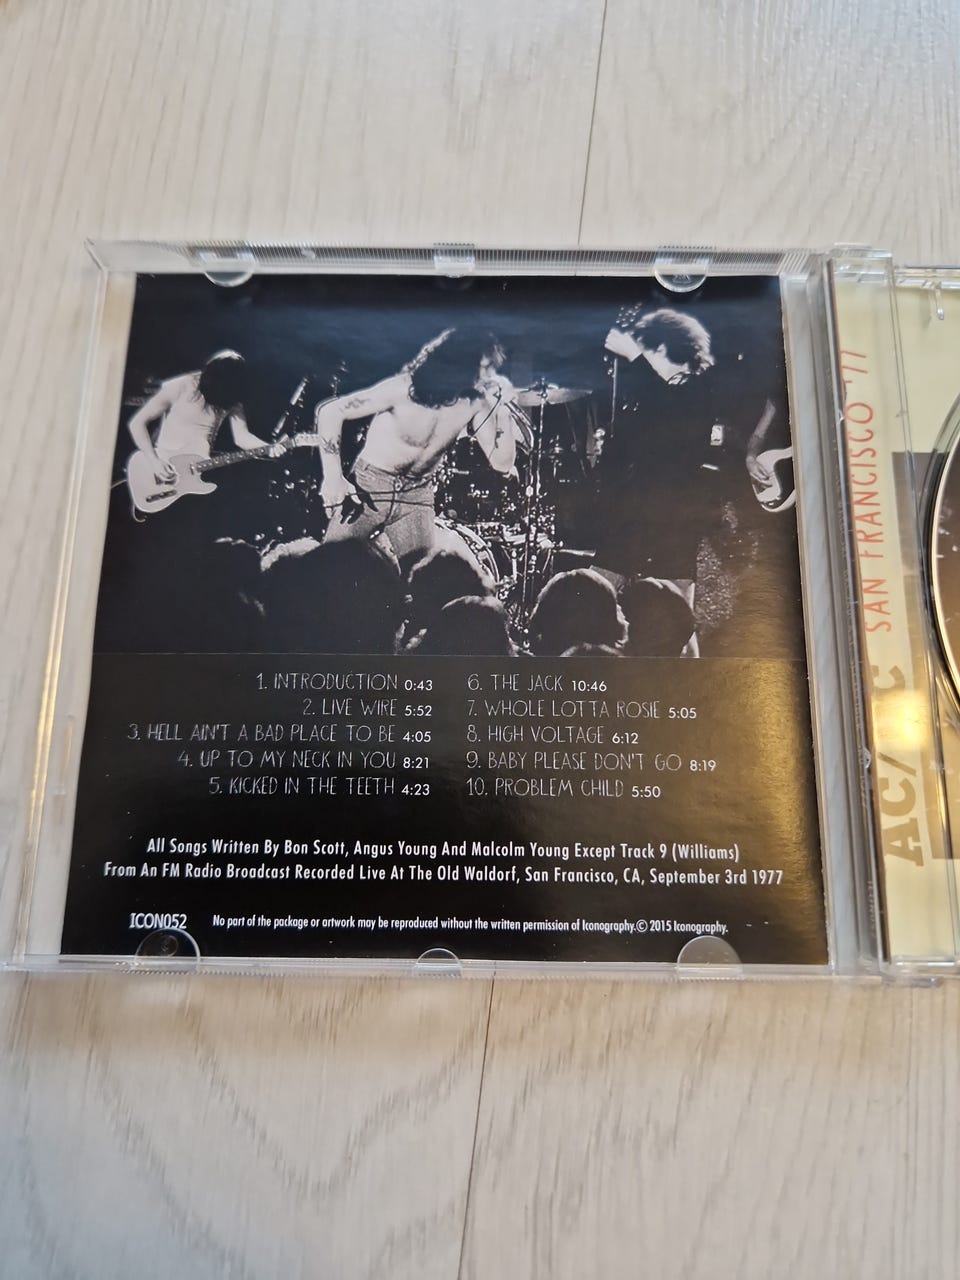 1. INTRODUCTION 0:43
2. LIVE WIRE 5:52
3. HELL AIN'T A BAD PLACE TO BE 4:05
4. UP TO MY NECK IN YOU 8:21
5. KICKED IN THE TEETH 4:23
6. THE JACK 10:46
7. WHOLE LOTTA ROSIE 5:05
8. HIGH VOLTAGE 6:12
9. BABY PLEASE DON'T GO 8:19
10. PROBLEM CHILD 5:50
All Songs Written By Bon Scott, Angus Young And Malcolm Young Except Track 9 (Williams)
From An FM Radio Broadcast Recorded Live At The Old Waldorf, San Francisco, CA, September 3rd 1977
ICON052
No part of the package or artwork may be reproduced without the written permission of Iconography.© 2015 Iconography.
AC/ C SAN FRANCISCO '77